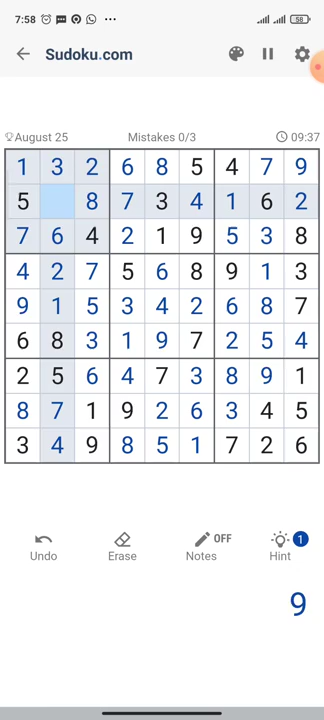 7:58 ... 58
Sudoku.com
August 25 Mistakes 0/3 09:37
1 3 2 6 8 5 4 7 9
5 8 7 3 4 1 6 2
7 6 4 2 1 9 5 3 8
4 2 7 5 6 8 9 1 3
9 1 5 3 4 2 6 8 7
6 8 3 1 9 7 2 5 4
2 5 6 4 7 3 8 9 1
8 7 1 9 2 6 3 4 5
3 4 9 8 5 1 7 2 6
OFF 1
Undo Erase Notes Hint
9